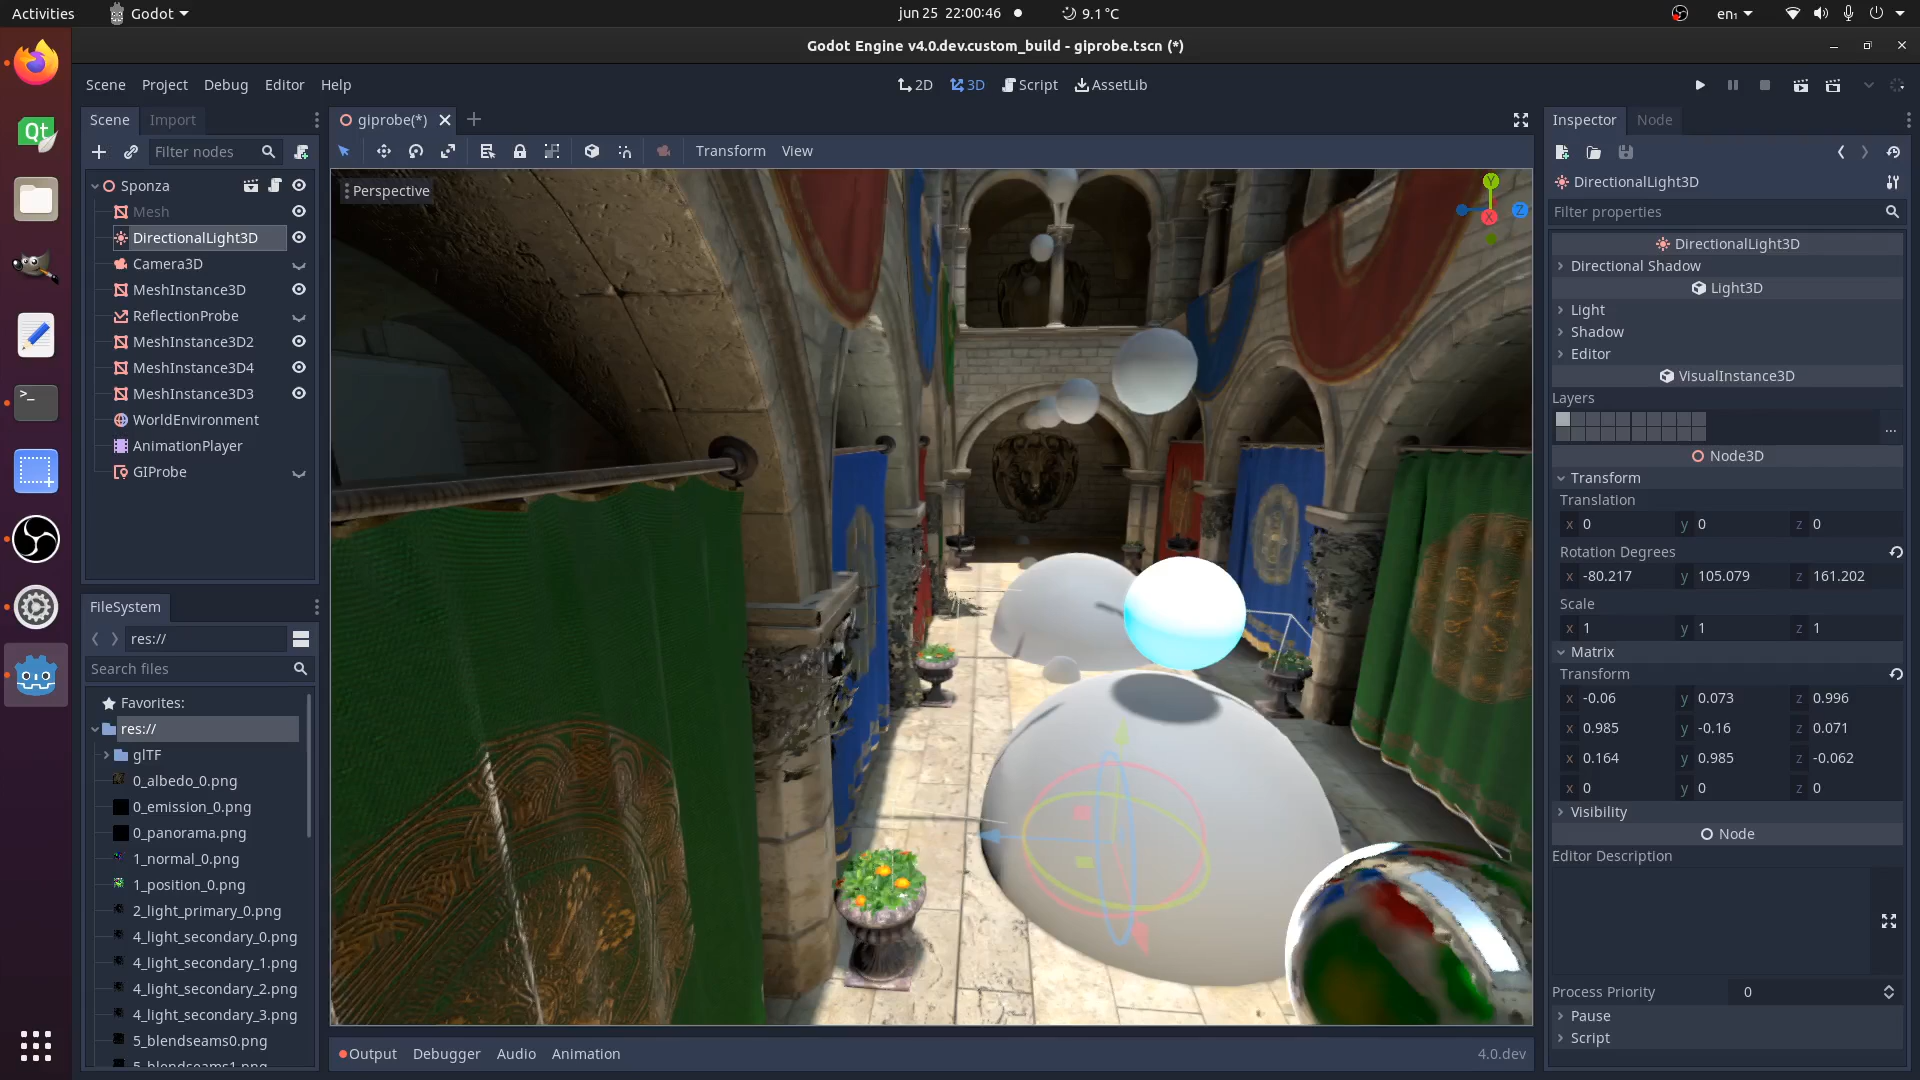 Activities
Godot
jun 25 22:00:46
9.1 °C
en₁
Godot Engine v4.0.dev.custom_build - giprobe.tscn (*)
Scene Project Debug Editor Help
2D 3D Script AssetLib
Scene Import
giprobe(*)
Inspector Node
Filter nodes
Transform View
Sponza
Mesh
DirectionalLight3D
Camera3D
MeshInstance3D
ReflectionProbe
MeshInstance3D2
MeshInstance3D4
MeshInstance3D3
WorldEnvironment
AnimationPlayer
GIProbe
FileSystem
res://
Search files
Favorites:
res://
glTF
0_albedo_0.png
0_emission_0.png
0_panorama.png
1_normal_0.png
1_position_0.png
2_light_primary_0.png
4_light_secondary_0.png
4_light_secondary_1.png
4_light_secondary_2.png
4_light_secondary_3.png
5_blendseams0.png
5_blendseams1.png
Perspective
Y
Z
X
Output Debugger Audio Animation
4.0.dev
DirectionalLight3D
Filter properties
DirectionalLight3D
Directional Shadow
Light3D
Light
Shadow
Editor
VisualInstance3D
Layers
...
Node3D
Transform
Translation
x 0 y 0 z 0
Rotation Degrees
x -80.217 y 105.079 z 161.202
Scale
x 1 y 1 z 1
Matrix
Transform
x -0.06 y 0.073 z 0.996
x 0.985 y -0.16 z 0.071
x 0.164 y 0.985 z -0.062
x 0 y 0 z 0
Visibility
Node
Editor Description
Process Priority 0
Pause
Script